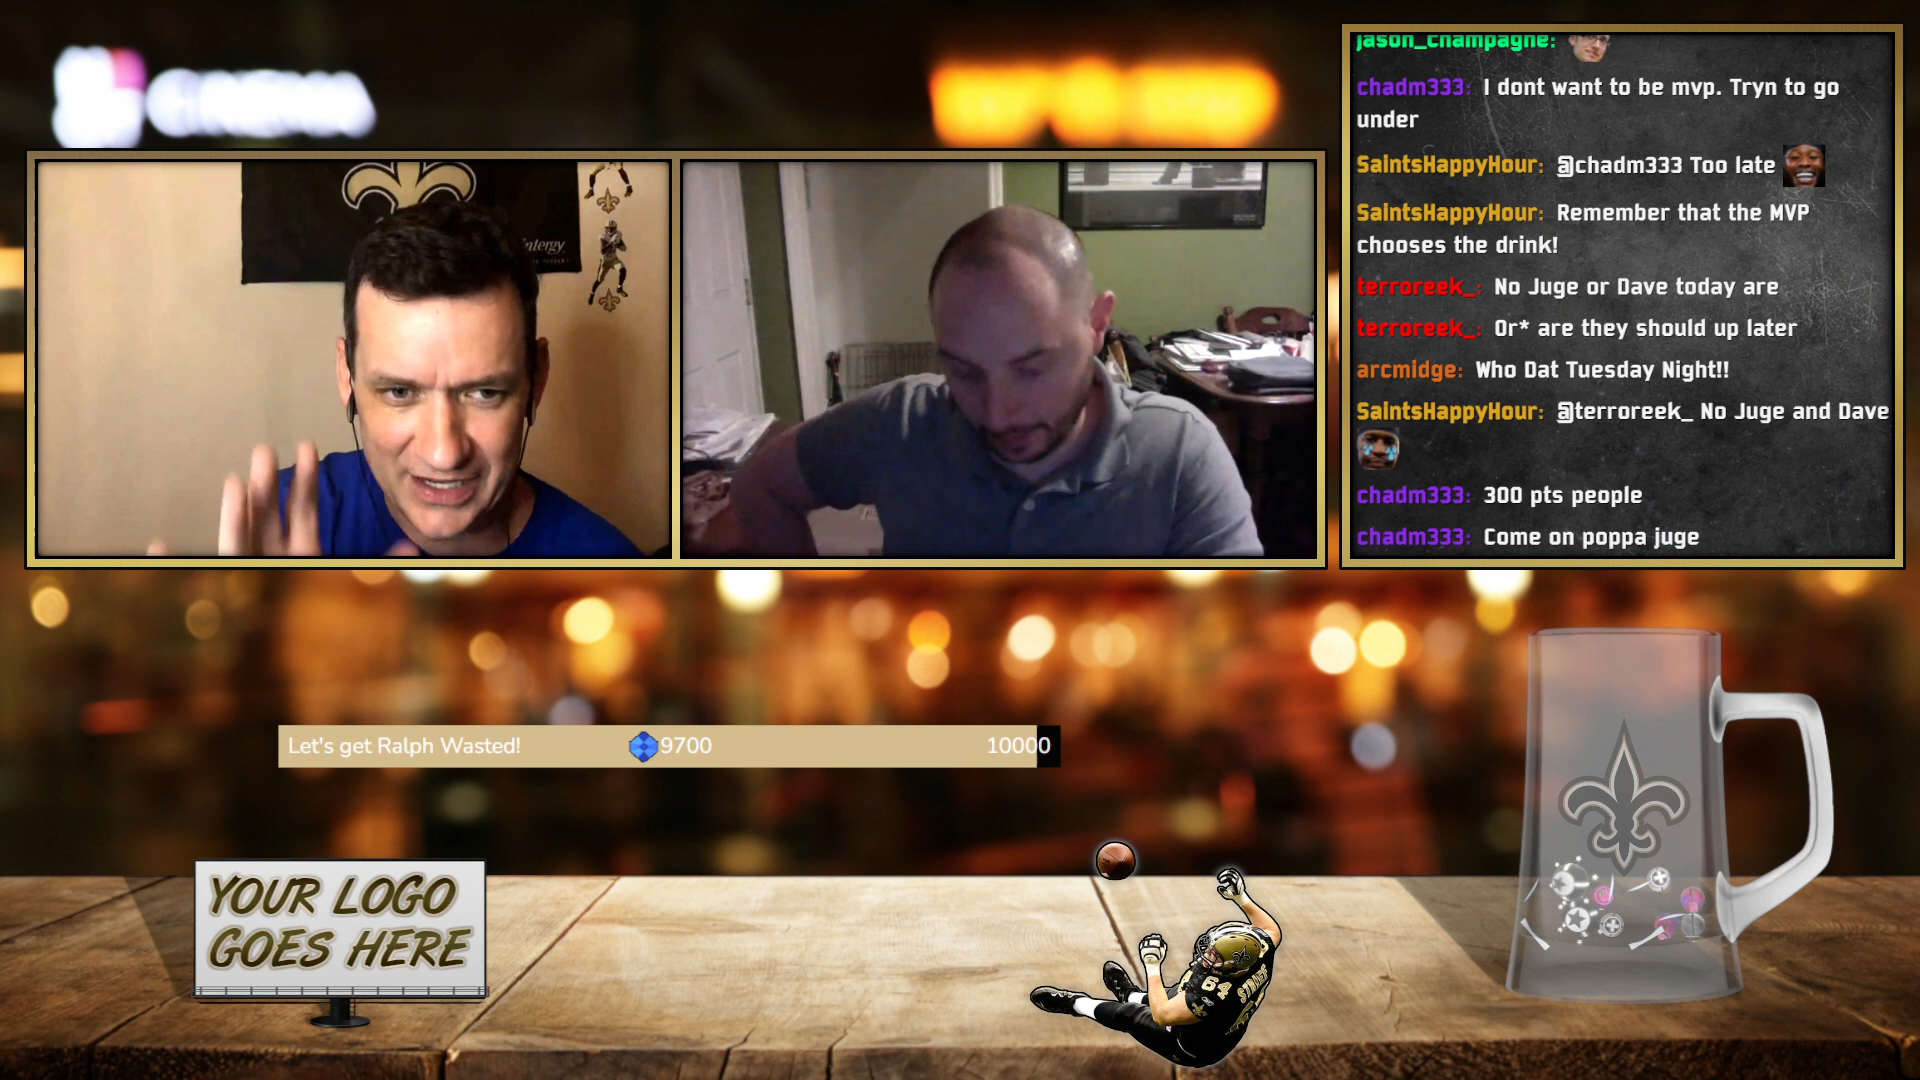 jason_champagne:
chadm333: I dont want to be mvp. Tryn to go
under
SaintsHappyHour: @chadm333 Too late
SaintsHappyHour: Remember that the MVP
chooses the drink!
terroreek_: No Juge or Dave today are
terroreek_: Or* are they should up later
arcmidge: Who Dat Tuesday Night!!
SaintsHappyHour: @terroreek_ No Juge and Dave
chadm333: 300 pts people
chadm333: Come on poppa juge
Let's get Ralph Wasted! 9700 10000
YOUR LOGO
GOES HERE
64
STRIEF